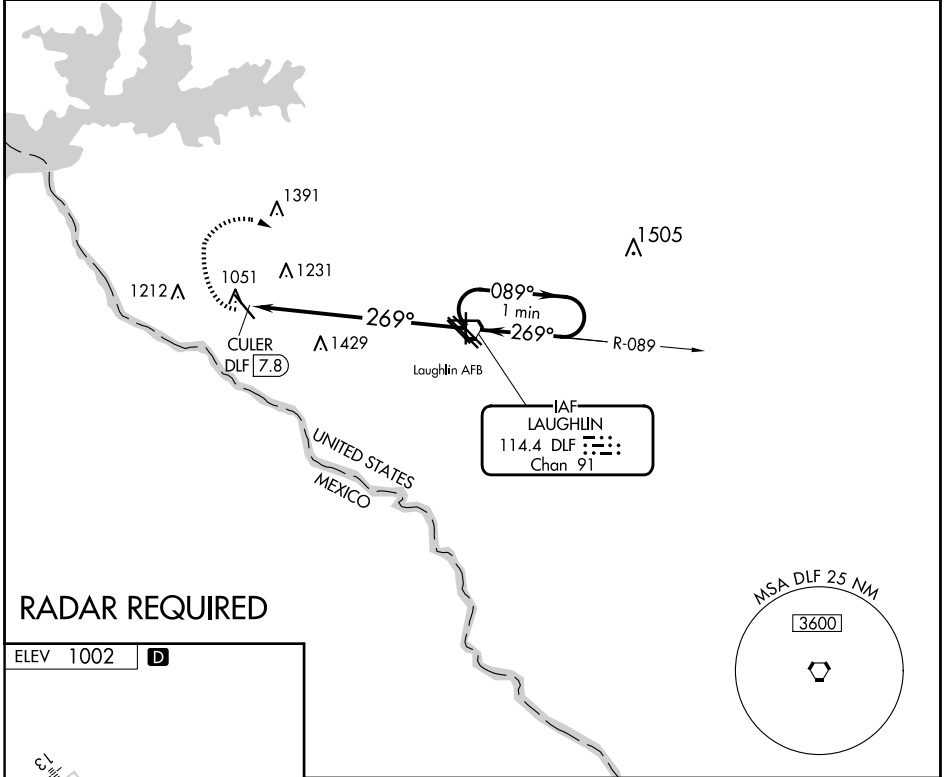 1391
1505
1231
1051
1212
089°
1 min
269°
269°
R-089
CULER
DLF 7.8
1429
Laughlin AFB
IAF
LAUGHLIN
114.4 DLF
Chan 91
UNITED STATES
MEXICO
MSA DLF 25 NM
3600
RADAR REQUIRED
ELEV 1002 D
13